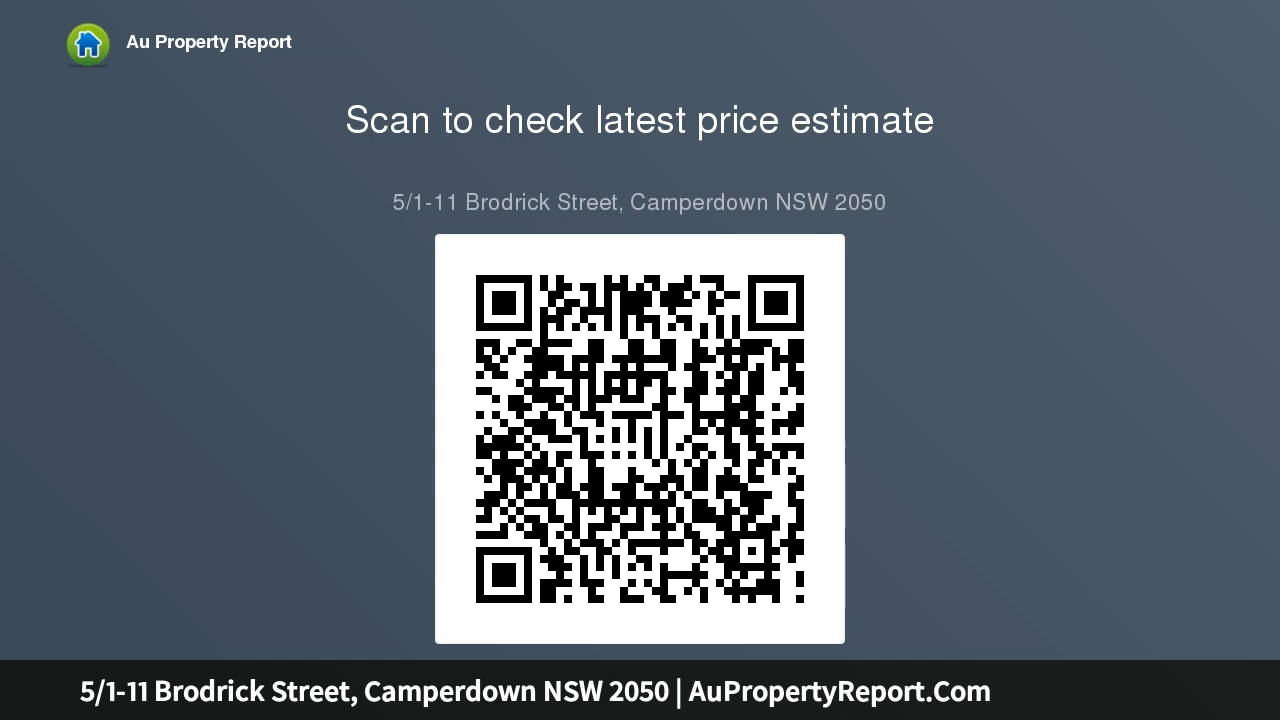 Au Property Report
Scan to check latest price estimate
5/1-11 Brodrick Street, Camperdown NSW 2050
5/1-11 Brodrick Street, Camperdown NSW 2050 | AuPropertyReport.Com